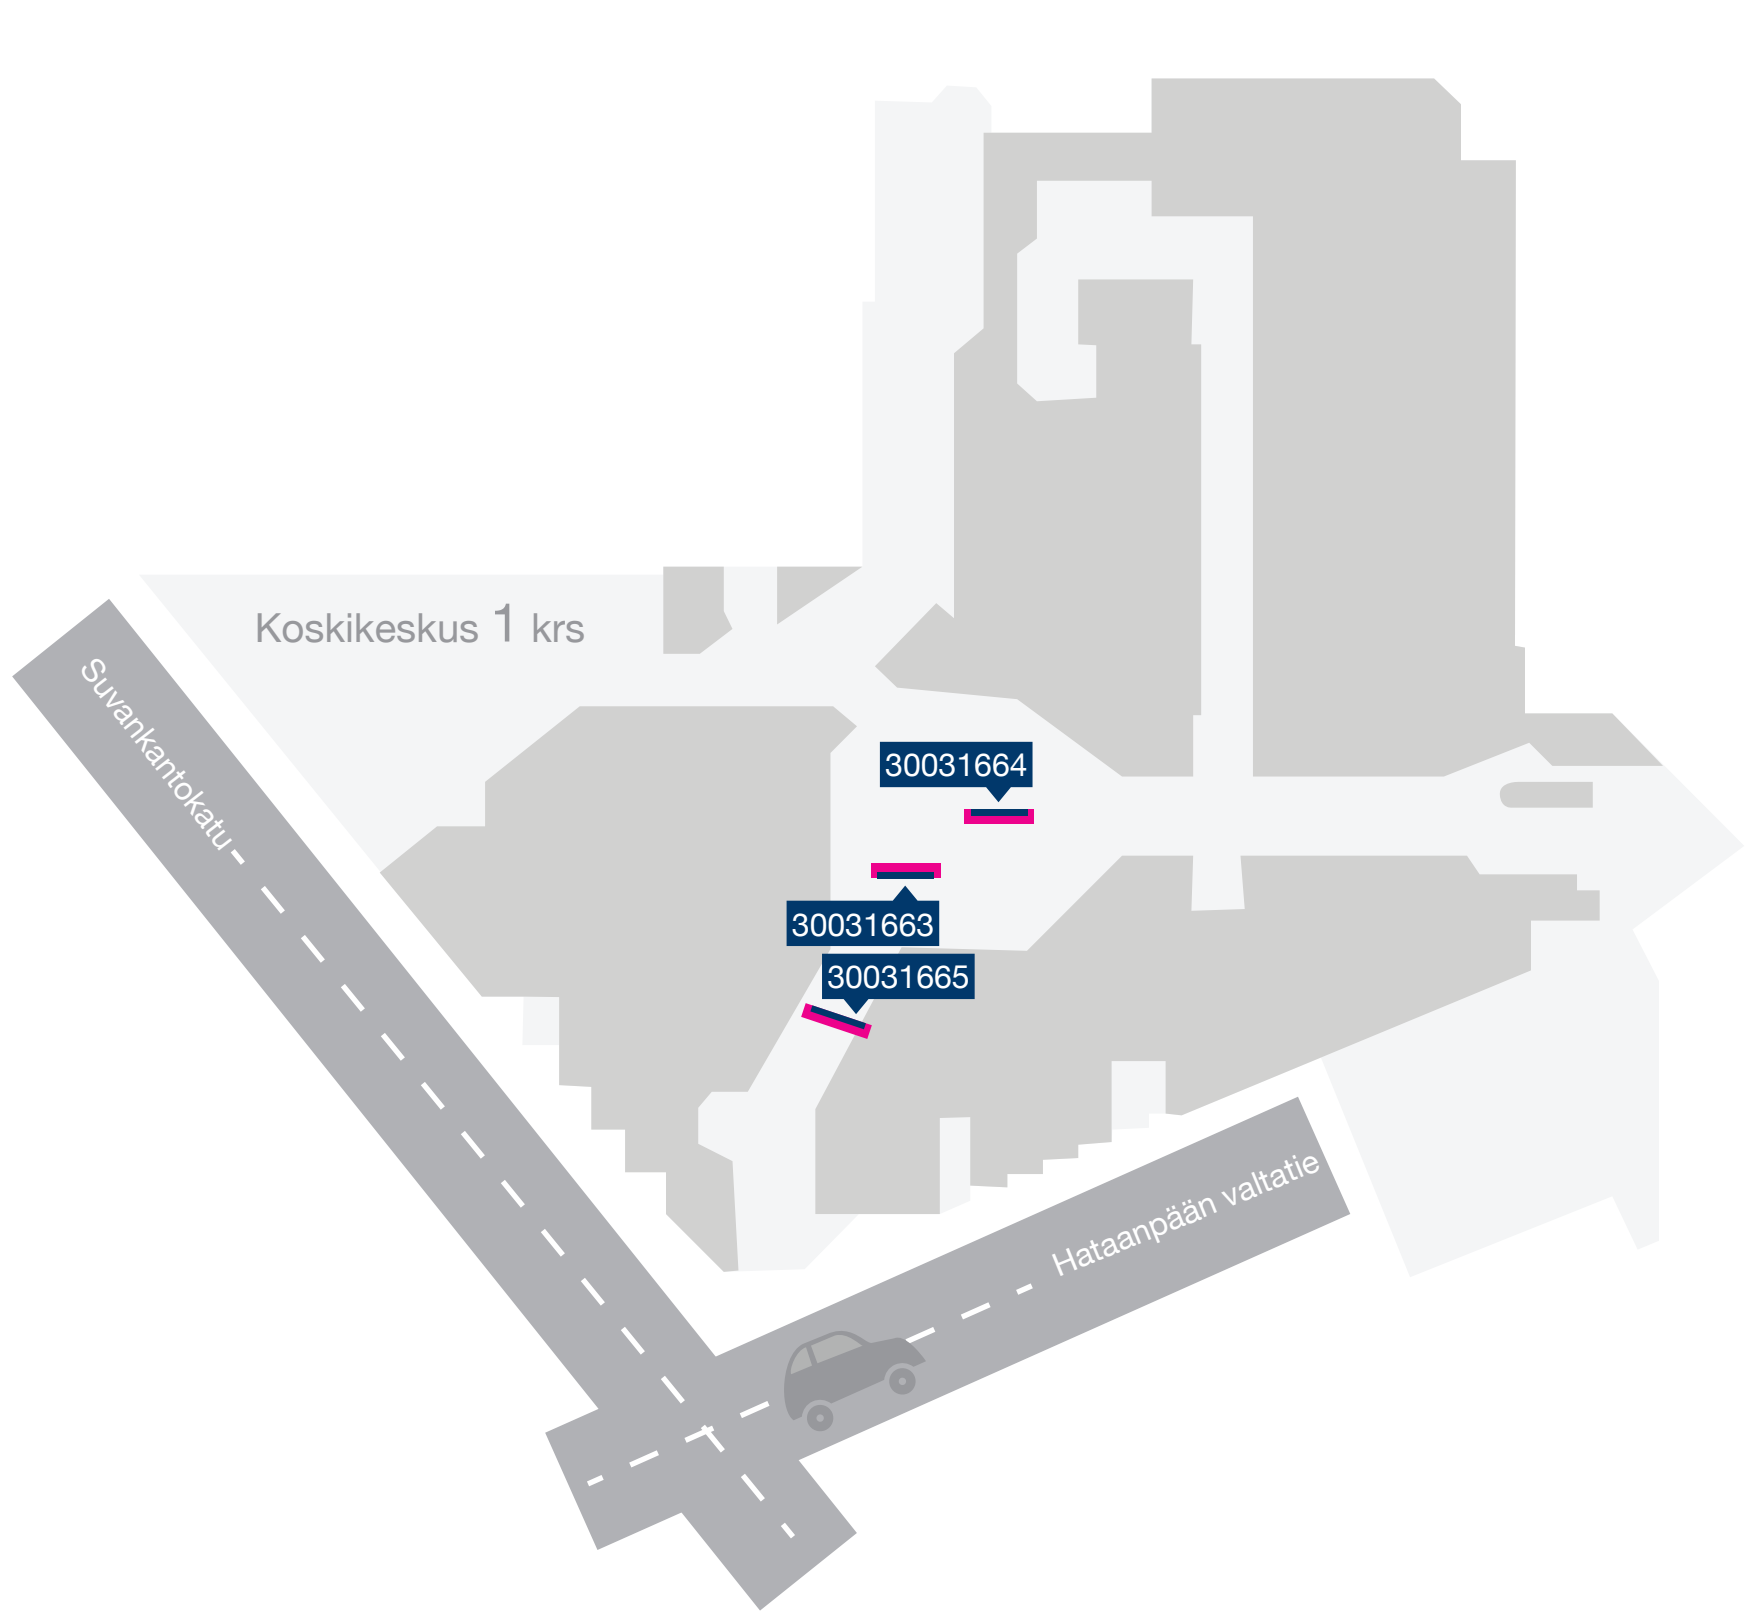 Koskikeskus 1 krs
Suvankantokatu
30031664
30031663
30031665
Hataanpään valtatie